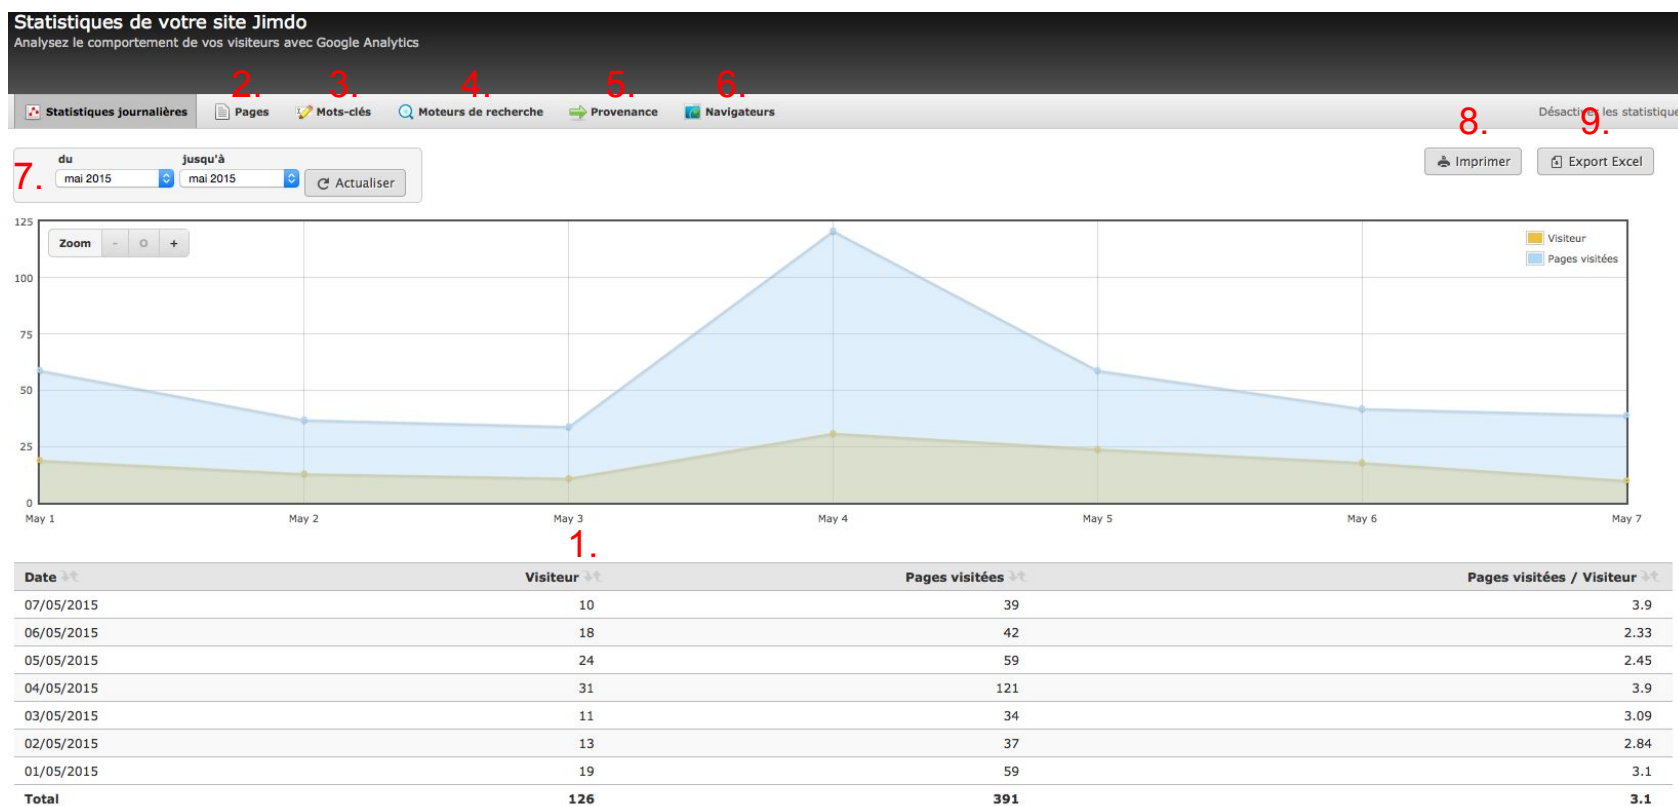 Statistiques de votre site Jimdo
Analysez le comportement de vos visiteurs avec Google Analytics
2. 3. 4. 5. 6.
Statistiques journalières Pages Mots-clés Moteurs de recherche Provenance Navigateurs Désactiver les statistique
8. 9.
du jusqu'à
7. mai 2015 mai 2015 Actualiser Imprimer Export Excel
125
Zoom - O + Visiteur
Pages visitées
100
75
50
25
0
May 1 May 2 May 3 May 4 May 5 May 6 May 7
1.
Date Visiteur Pages visitées Pages visitées / Visiteur
07/05/2015 10 39 3.9
06/05/2015 18 42 2.33
05/05/2015 24 59 2.45
04/05/2015 31 121 3.9
03/05/2015 11 34 3.09
02/05/2015 13 37 2.84
01/05/2015 19 59 3.1
Total 126 391 3.1